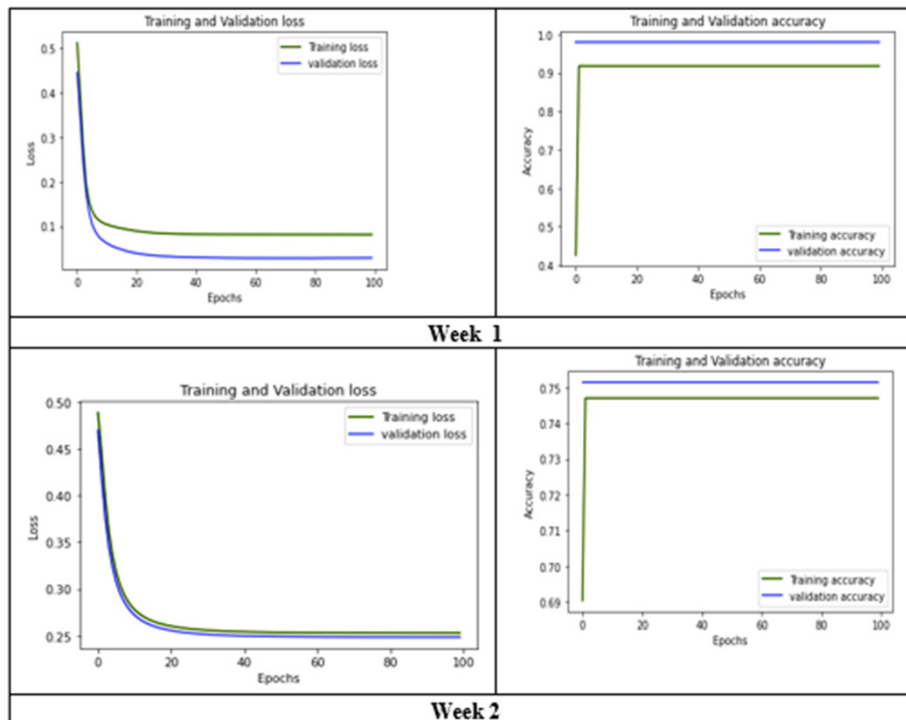 Training and Validation loss
0.5
0.4
0.3
0.2
0.1
Loss
Training loss
validation loss
0 20 40 60 80 100
Epochs
Training and Validation accuracy
1.0
0.9
0.8
0.7
0.6
0.5
0.4
Accuracy
Training accuracy
validation accuracy
0 20 40 60 80 100
Epochs
Week 1
Training and Validation loss
0.50
0.45
0.40
0.35
0.30
0.25
Loss
Training loss
validation loss
0 20 40 60 80 100
Epochs
Training and Validation accuracy
0.75
0.74
0.73
0.72
0.71
0.70
0.69
Accuracy
Training accuracy
validation accuracy
0 20 40 60 80 100
Epochs
Week 2